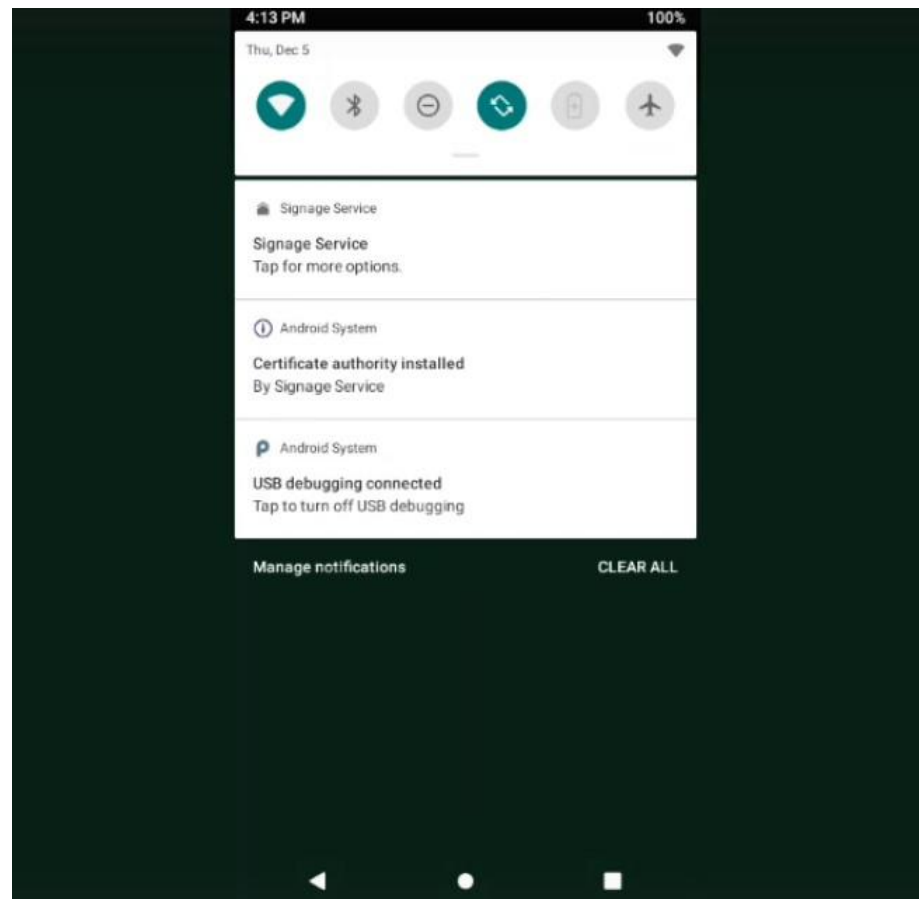 4:13 PM 100%
Thu, Dec 5
Signage Service
Signage Service
Tap for more options.
Android System
Certificate authority installed
By Signage Service
Android System
USB debugging connected
Tap to turn off USB debugging
Manage notifications CLEAR ALL